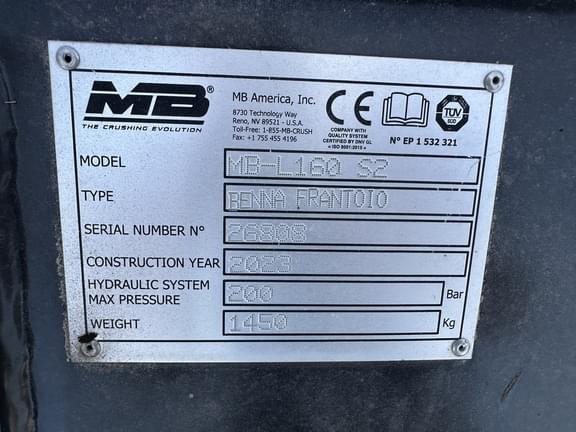 MB®
THE CRUSHING EVOLUTION
MB America, Inc.
8730 Technology Way
Reno, NV 89521 - U.S.A.
Toll-Free: 1-855-MB-CRUSH
Fax: +1 755 455 4196
CE
COMPANY WITH
QUALITY SYSTEM
CERTIFIED BY DNV GL
= ISO 9001:2015 =
TÜV
SÜD
N° EP 1 532 321
MODEL MB-L160 S2
TYPE BENNA FRANTOIO
SERIAL NUMBER N° 26808
CONSTRUCTION YEAR 2023
HYDRAULIC SYSTEM
MAX PRESSURE 200 Bar
WEIGHT 1450 Kg